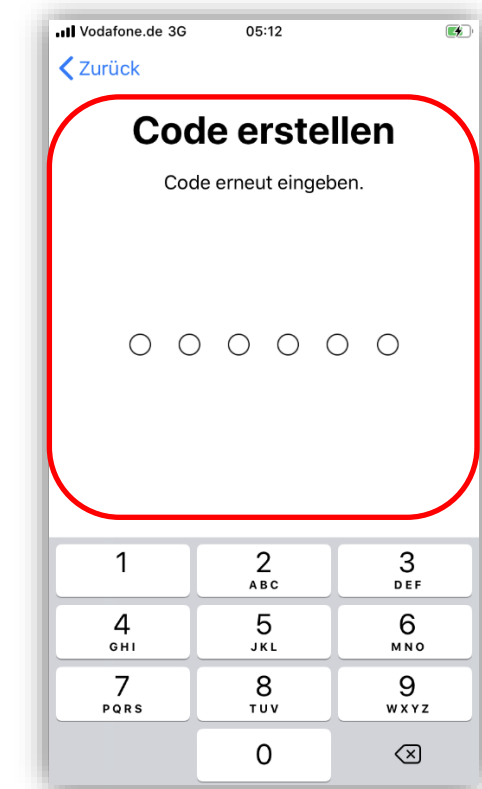 Vodafone.de 3G 05:12
Zurück
Code erstellen
Code erneut eingeben.
1 2 3
ABC DEF
4 5 6
GHI JKL MNO
7 8 9
PQRS TUV WXYZ
0